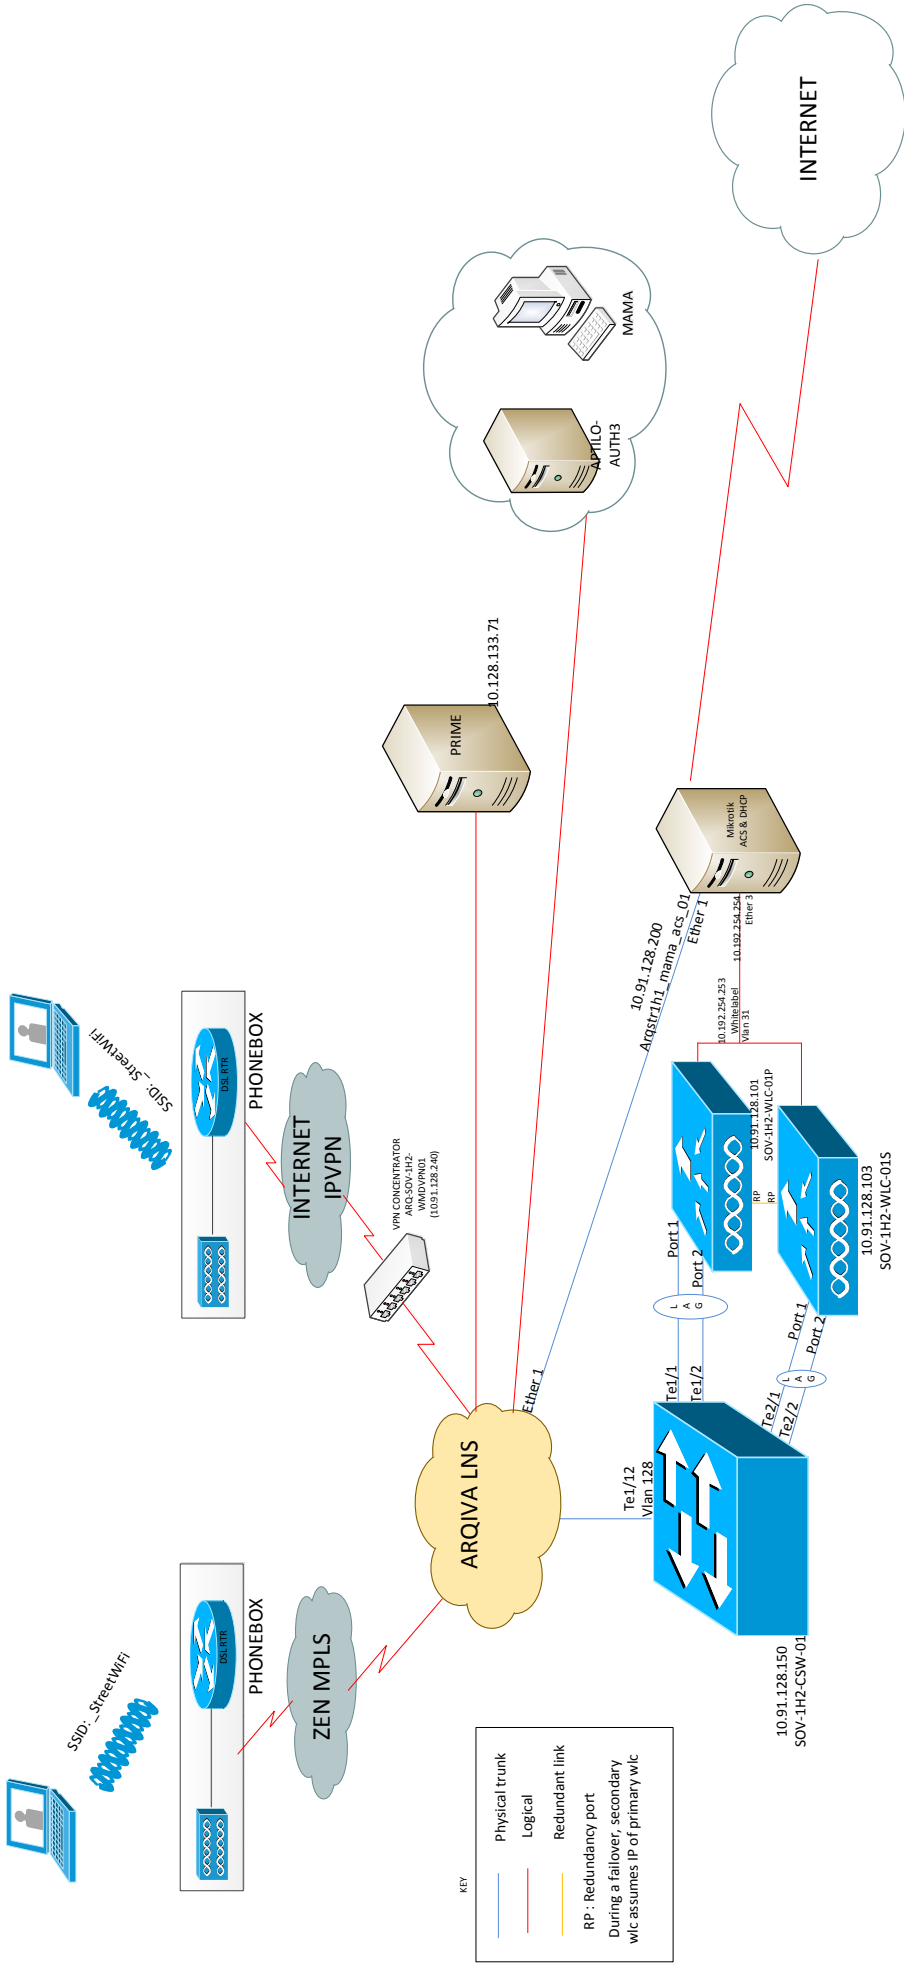 SSID:_StreetWiFi
DSL RTR
PHONEBOX
ZEN MPLS
SSID:_StreetWiFi
DSL RTR
PHONEBOX
INTERNET
IPVPN
VPN CONCENTRATOR
ARQ-SOV-1H2-
WMDVPN01
(10.91.128.240)
ARQIVA LNS
PRIME
10.128.133.71
APTILO-
AUTH3
MAMA
INTERNET
Ether 1
10.91.128.200
Arqstr1h1_mama_acs_01
Ether 1
Mikrotik
ACS & DHCP
10.192.254.254
Ether 3
10.192.254.253
Whitelabel
Vlan 31
Te1/12
Vlan 128
Te1/1
Te1/2
L
A
G
Port 1
Port 2
10.91.128.101
SOV-1H2-WLC-01P
RP
RP
Te2/1
Te2/2
L
A
G
Port 1
Port 2
10.91.128.103
SOV-1H2-WLC-01S
10.91.128.150
SOV-1H2-CSW-01
KEY
Physical trunk
Logical
Redundant link
RP : Redundancy port
During a failover, secondary
wlc assumes IP of primary wlc